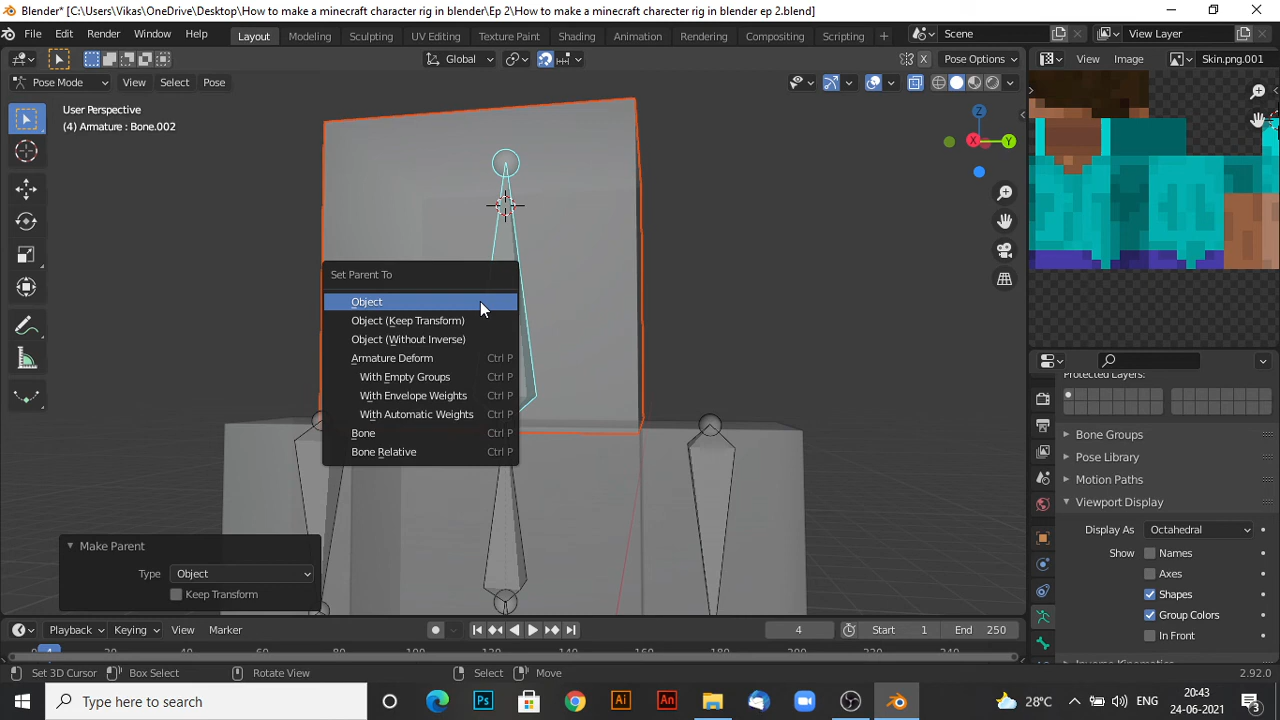 Blender* [C:\Users\Vikas\OneDrive\Desktop\How to make a minecraft charecter rig in blender\Ep 2\How to make a minecraft charecter rig in blender ep 2.blend]
File Edit Render Window Help Layout Modeling Sculpting UV Editing Texture Paint Shading Animation Rendering Compositing Scripting + Scene View Layer
Global X Pose Options View Image Skin.png.001
Pose Mode View Select Pose
User Perspective
(4) Armature : Bone.002
Z
X Y
Set Parent To
Object
Object (Keep Transform)
Object (Without Inverse)
Armature Deform Ctrl P
With Empty Groups Ctrl P
With Envelope Weights Ctrl P
With Automatic Weights Ctrl P
Bone Ctrl P
Bone Relative Ctrl P
Protected Layers:
Bone Groups
Pose Library
Motion Paths
Viewport Display
Display As Octahedral
Show Names
Axes
Shapes
Group Colors
In Front
Make Parent
Type Object
Keep Transform
Playback Keying View Marker 4 Start 1 End 250
Set 3D Cursor Box Select Rotate View Select Move 2.92.0
Type here to search
Ps Ai An 28°C ENG
20:43
24-06-2021
3